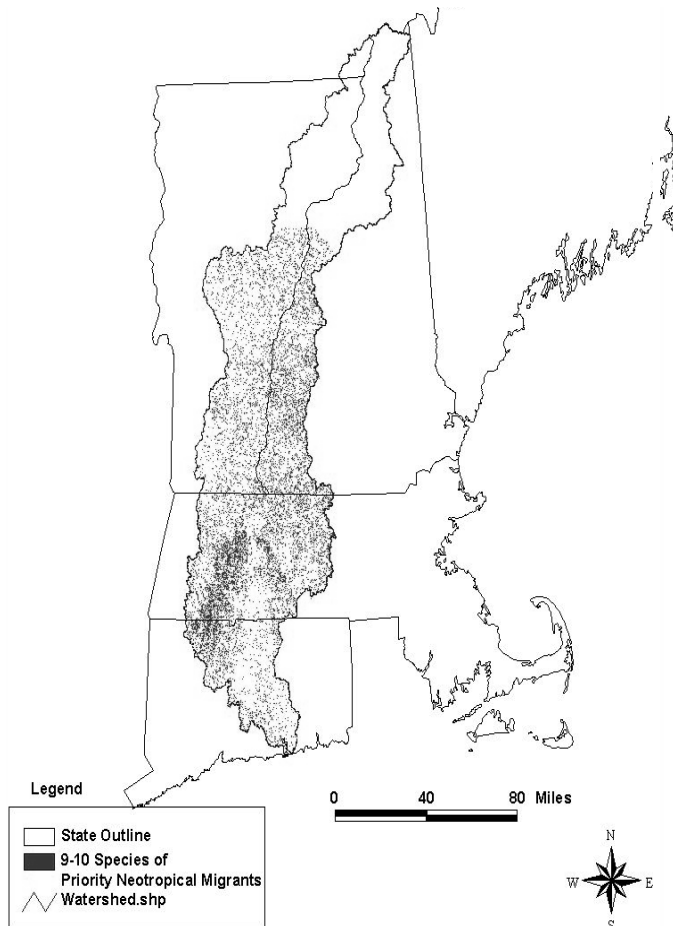 Legend
State Outline
9-10 Species of
Priority Neotropical Migrants
Watershed.shp
0 40 80 Miles
N
W E
S